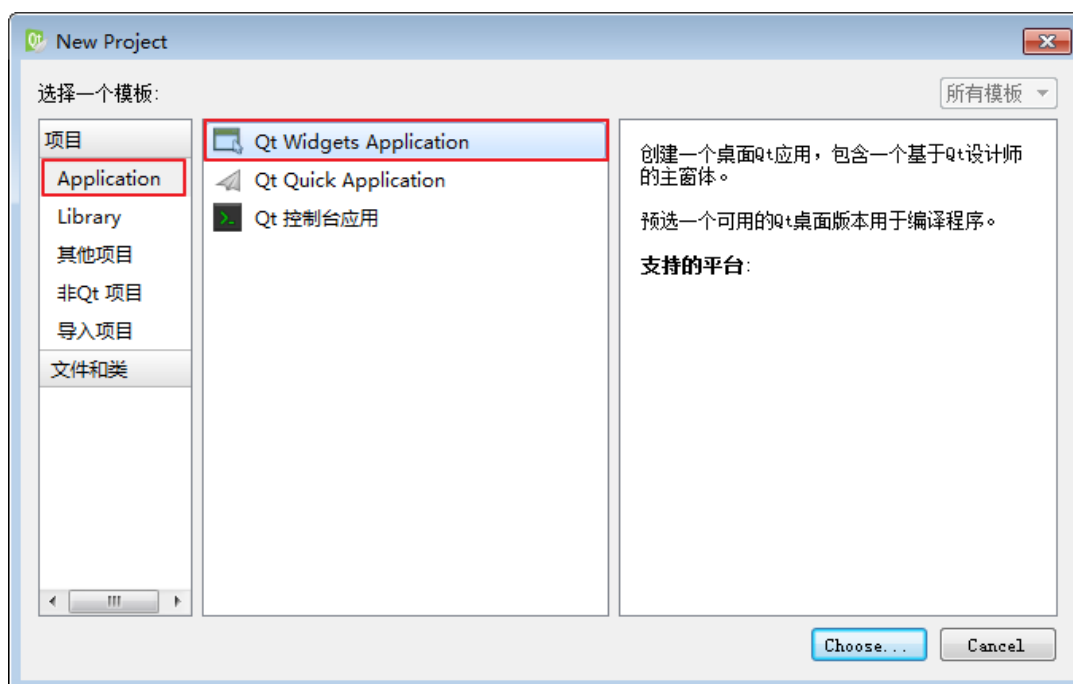 New Project
选择一个模板:
所有模板
项目
Application
Library
其他项目
非Qt 项目
导入项目
文件和类
Qt Widgets Application
Qt Quick Application
Qt 控制台应用
创建一个桌面Qt应用，包含一个基于Qt设计师
的主窗体。
预选一个可用的Qt桌面版本用于编译程序。
支持的平台:
Choose...
Cancel